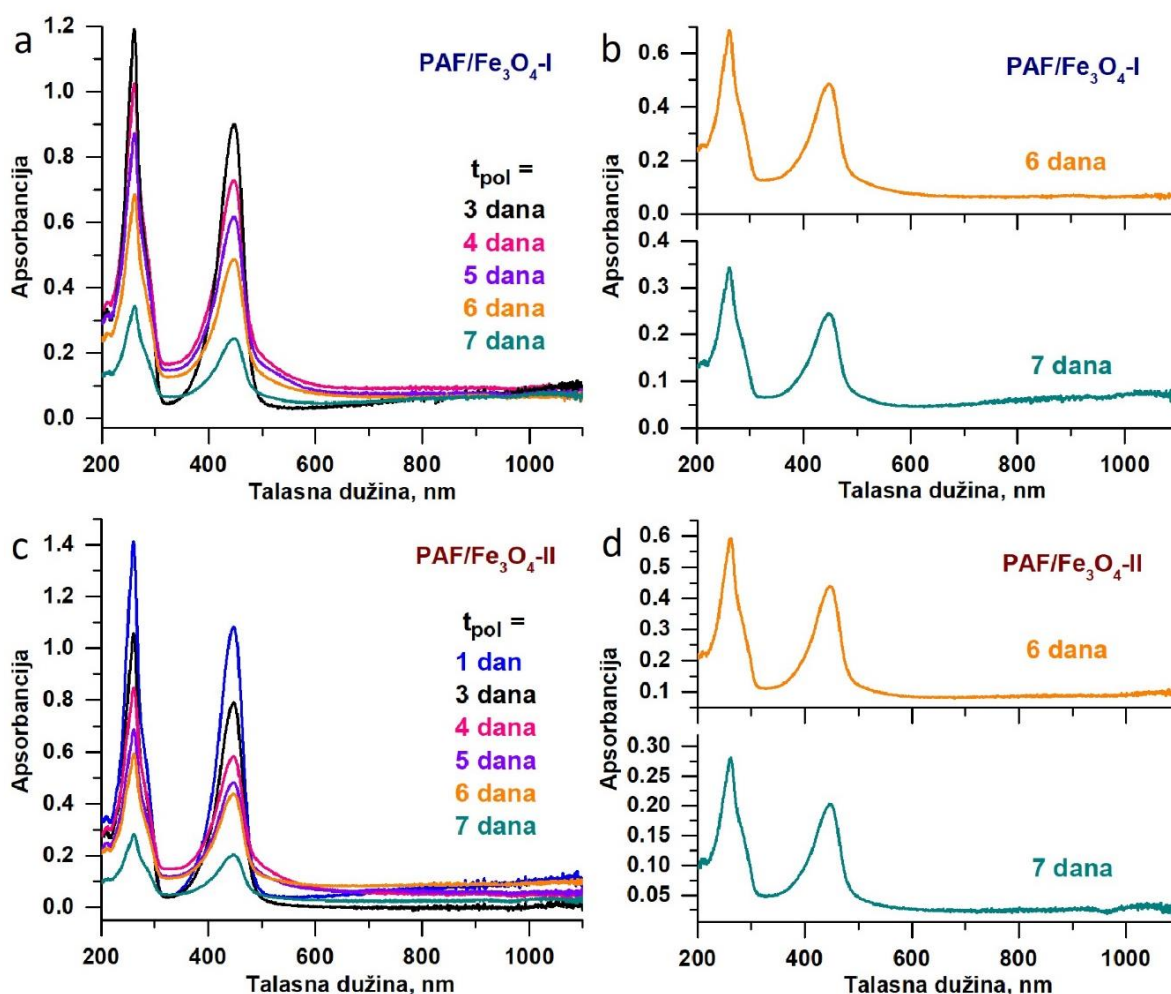 a
PAF/Fe₃O₄-I
t_pol =
3 dana
4 dana
5 dana
6 dana
7 dana
Apsorbancija
1.2
1.0
0.8
0.6
0.4
0.2
0.0
200 400 600 800 1000
Talasna dužina, nm
b
PAF/Fe₃O₄-I
6 dana
Apsorbancija
0.6
0.4
0.2
0.0
7 dana
Apsorbancija
0.4
0.3
0.2
0.1
0.0
200 400 600 800 1000
Talasna dužina, nm
c
PAF/Fe₃O₄-II
t_pol =
1 dan
3 dana
4 dana
5 dana
6 dana
7 dana
Apsorbancija
1.4
1.2
1.0
0.8
0.6
0.4
0.2
0.0
200 400 600 800 1000
Talasna dužina, nm
d
PAF/Fe₃O₄-II
6 dana
Apsorbancija
0.6
0.5
0.4
0.3
0.2
0.1
7 dana
Apsorbancija
0.30
0.25
0.20
0.15
0.10
0.05
200 400 600 800 1000
Talasna dužina, nm